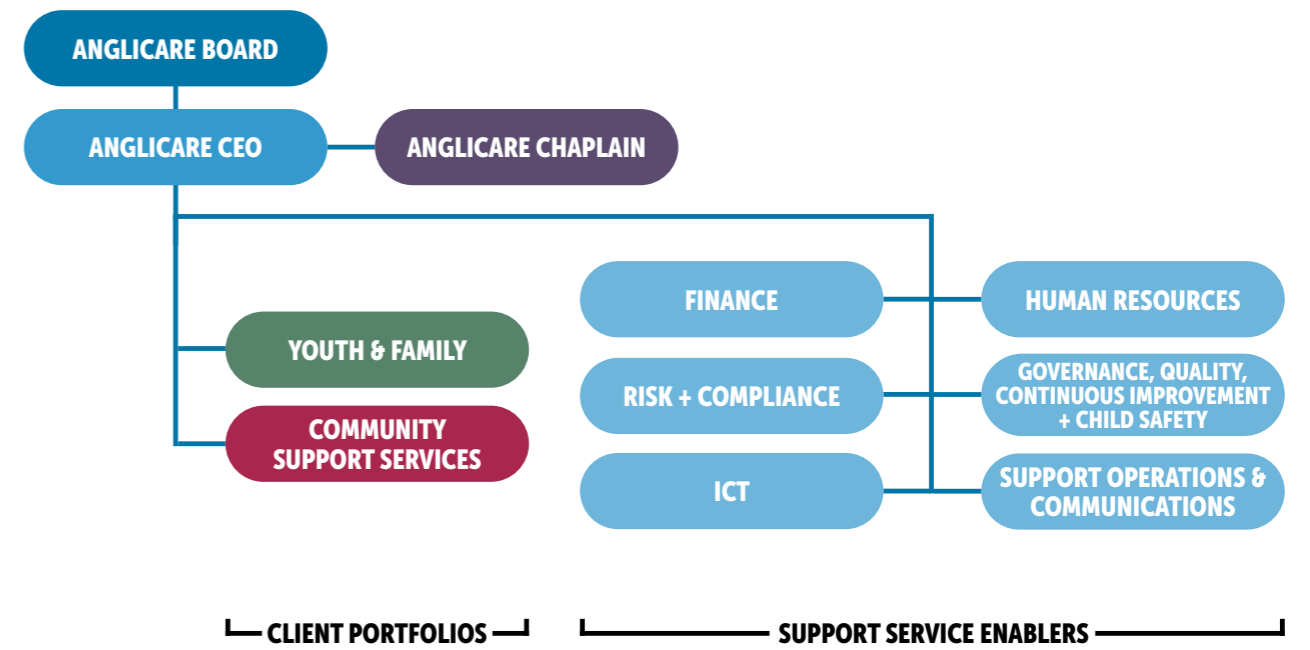 ANGLICARE BOARD
ANGLICARE CEO
ANGLICARE CHAPLAIN
YOUTH & FAMILY
COMMUNITY
SUPPORT SERVICES
FINANCE
HUMAN RESOURCES
RISK + COMPLIANCE
GOVERNANCE, QUALITY,
CONTINUOUS IMPROVEMENT
+ CHILD SAFETY
ICT
SUPPORT OPERATIONS &
COMMUNICATIONS
CLIENT PORTFOLIOS
SUPPORT SERVICE ENABLERS